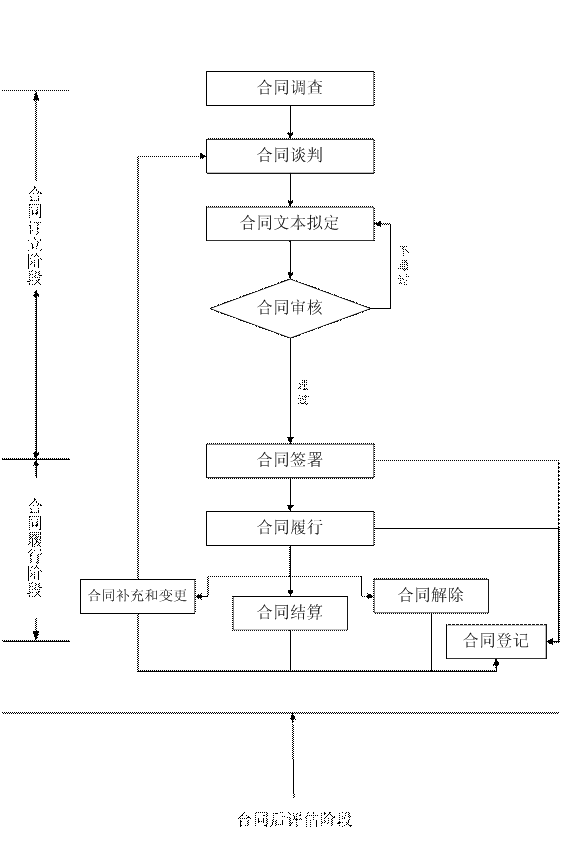 合同调查
合同谈判
合同文本拟定
合同订立阶段
不通过
合同审核
通过
合同签署
合同履行
合同履行阶段
合同补充和变更
合同结算
合同解除
合同登记
合同后评估阶段